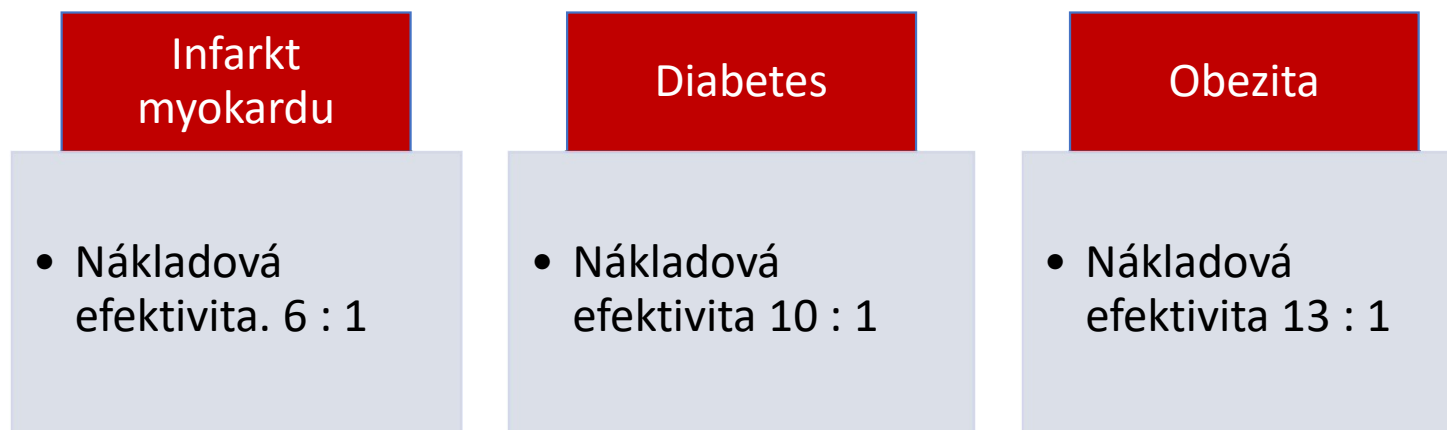 Infarkt
myokardu
• Nákladová
efektivita. 6 : 1
Diabetes
• Nákladová
efektivita 10 : 1
Obezita
• Nákladová
efektivita 13 : 1